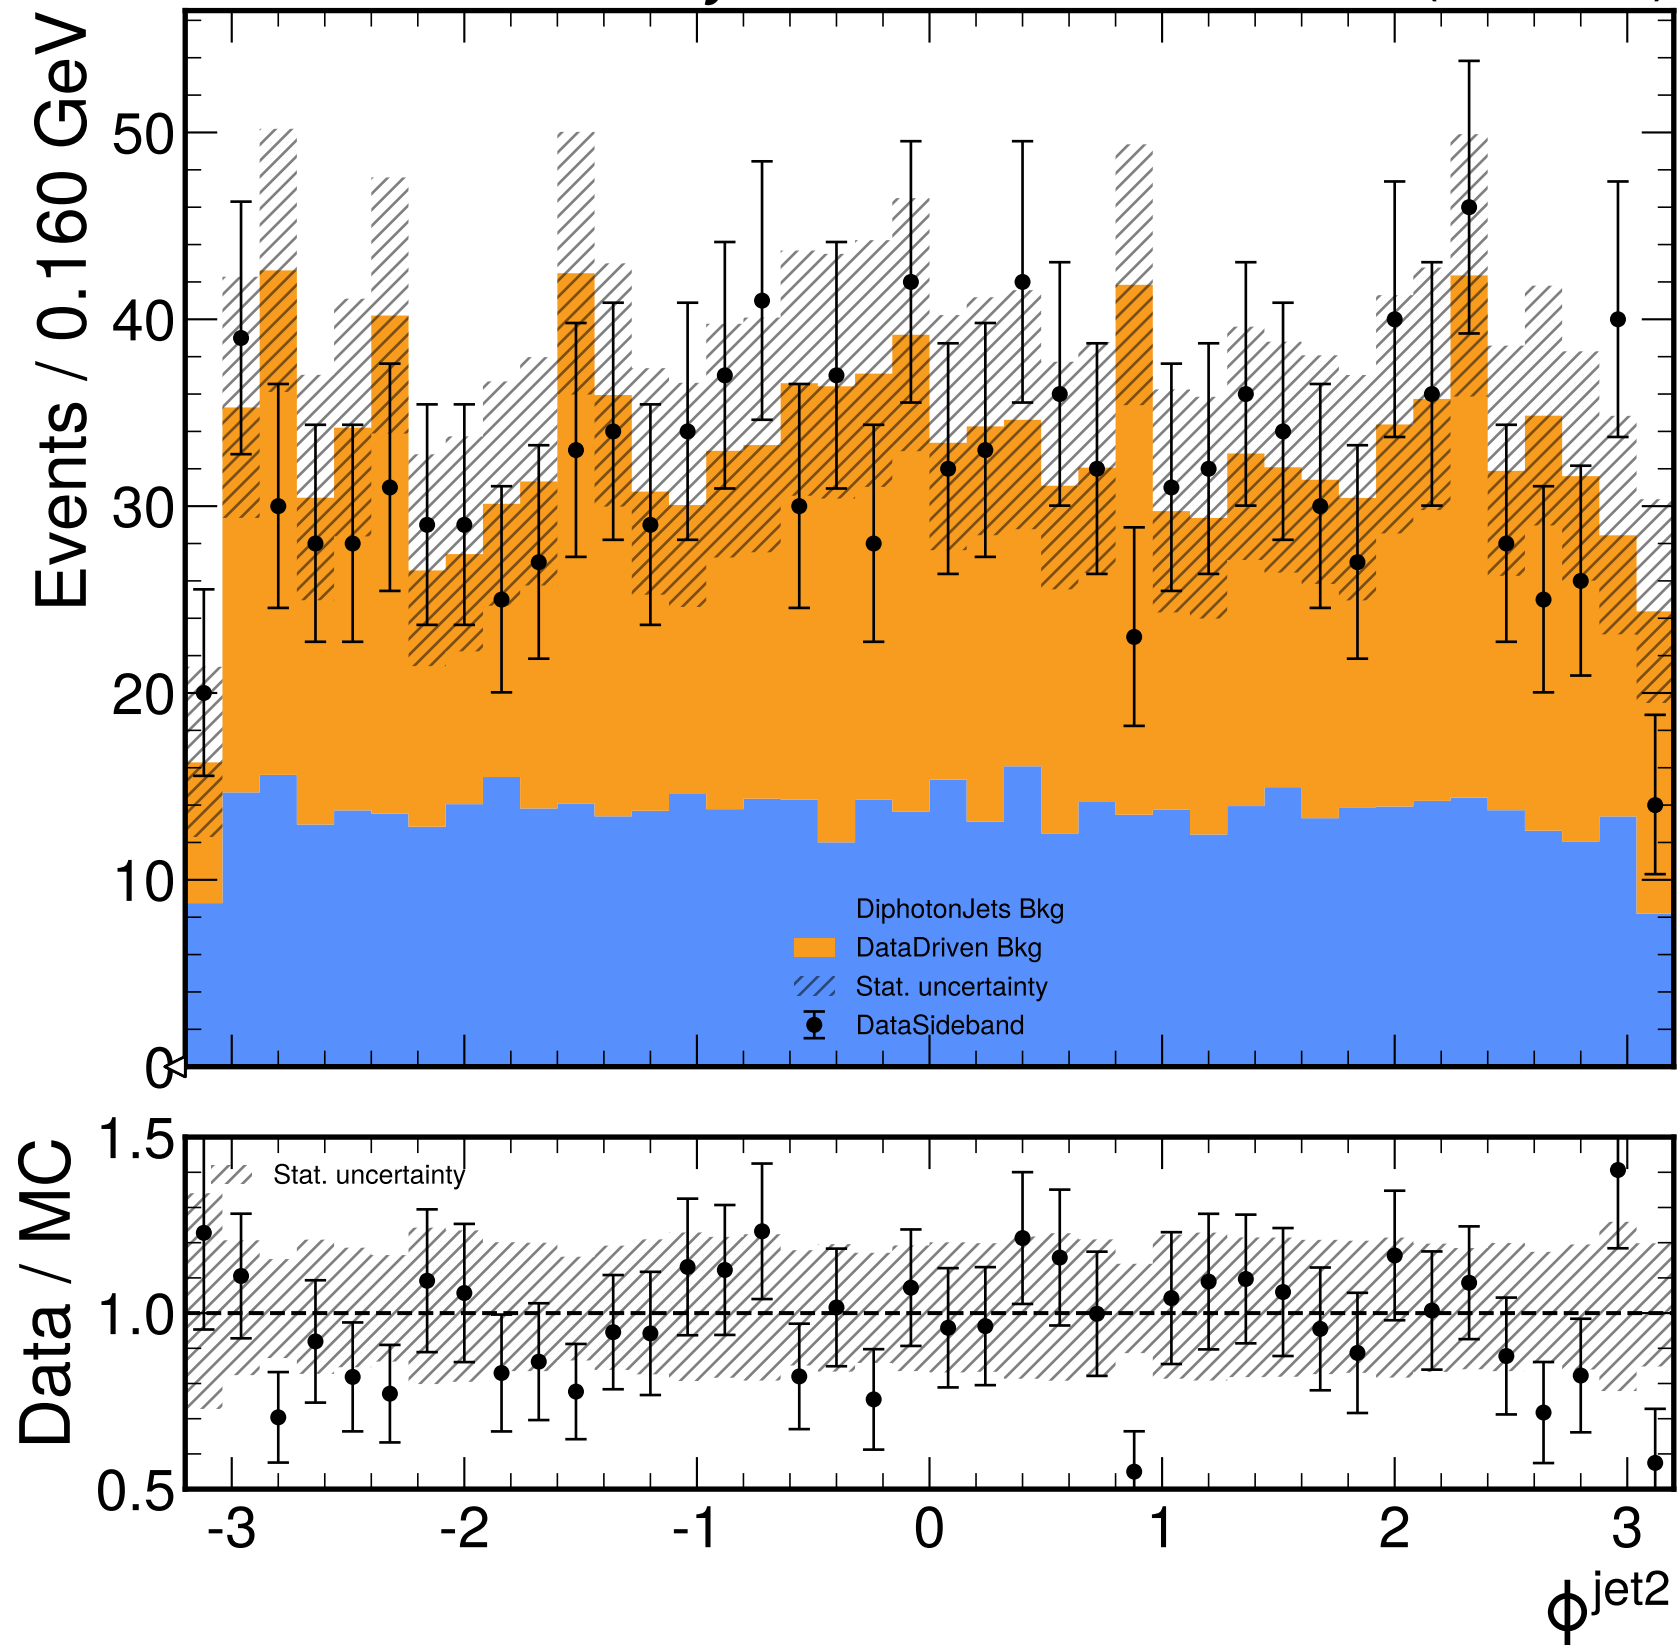 Events / 0.160 GeV
50
40
30
20
10
0
DiphotonJets Bkg
DataDriven Bkg
Stat. uncertainty
DataSideband
Data / MC
1.5
1.0
0.5
Stat. uncertainty
-3 -2 -1 0 1 2 3
ϕ^jet2